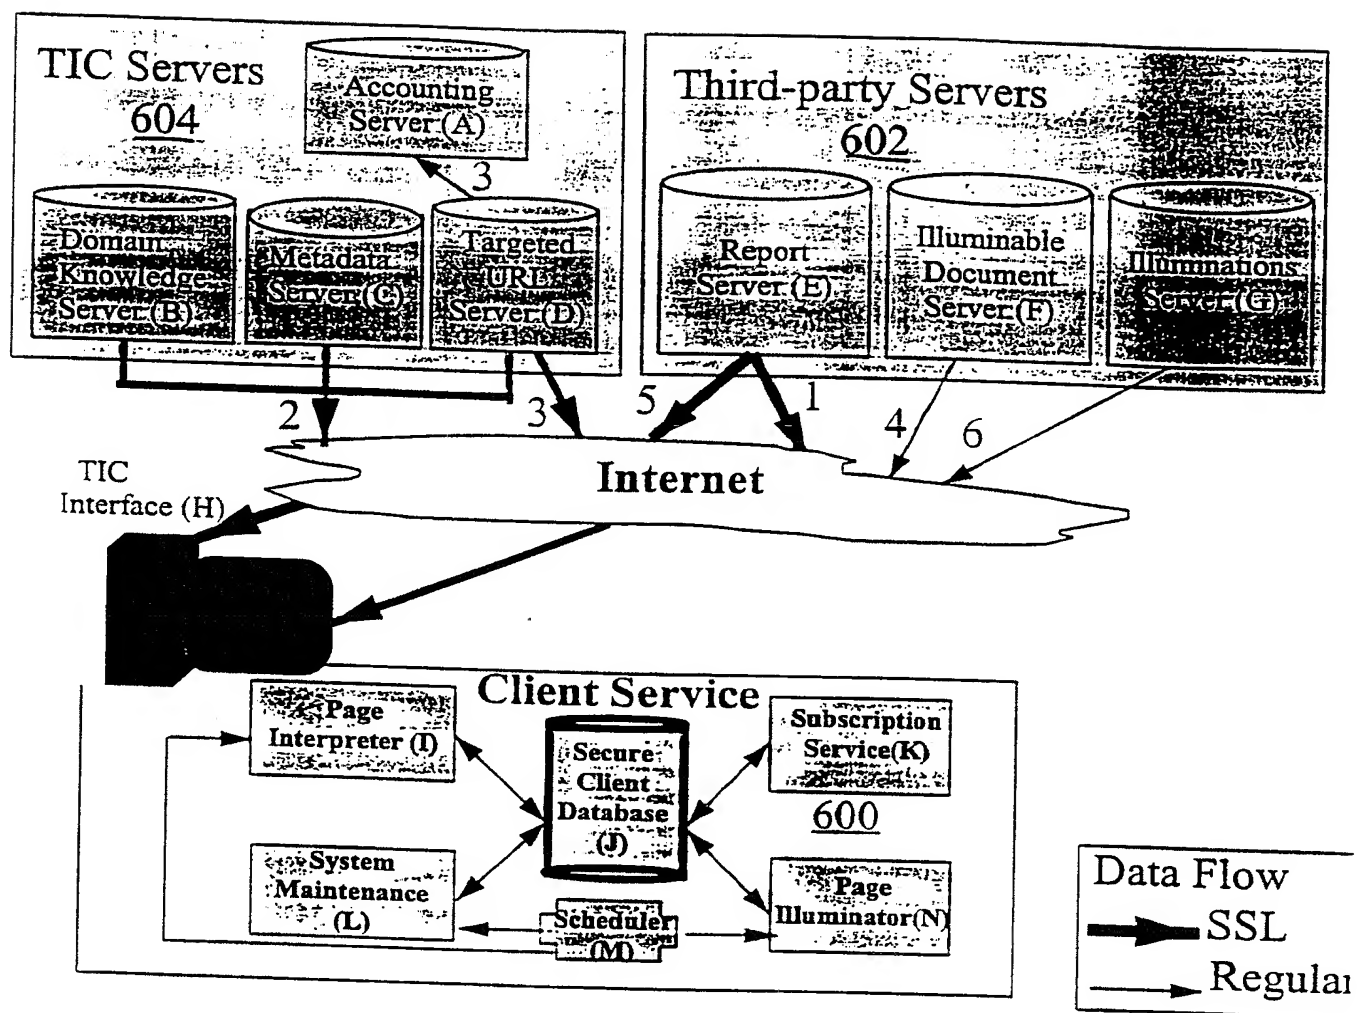 TIC Servers
604
Accounting
Server (A)
3
Domain
Knowledge
Server (B)
Metadata
Server (C)
Targeted
URL
Server (D)
Third-party Servers
602
Report
Server (E)
Illuminable
Document
Server (F)
Illuminations
Server (G)
2
3
5
1
4
6
Internet
TIC
Interface (H)
Client Service
Page
Interpreter (I)
Secure
Client
Database
(J)
Subscription
Service(K)
600
System
Maintenance
(L)
Scheduler
(M)
Page
Illuminator(N)
Data Flow
SSL
Regular